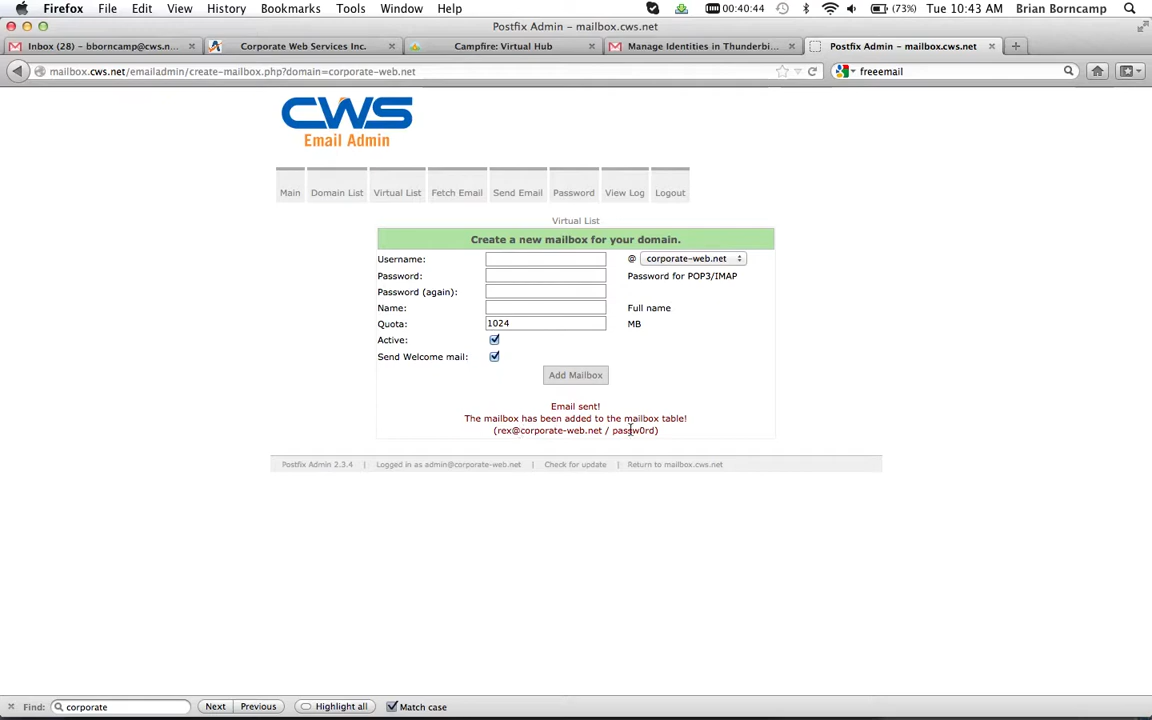 Firefox File Edit View History Bookmarks Tools Window Help 00:40:44 (73%) Tue 10:43 AM Brian Borncamp
Postfix Admin - mailbox.cws.net
Inbox (28) - bborncamp@cws.n... Corporate Web Services Inc. Campfire: Virtual Hub Manage Identities in Thunderbi... Postfix Admin – mailbox.cws.net
mailbox.cws.net/emailadmin/create-mailbox.php?domain=corporate-web.net freeemail
CWS
Email Admin
Main Domain List Virtual List Fetch Email Send Email Password View Log Logout
Virtual List
Create a new mailbox for your domain.
Username: @ corporate-web.net
Password: Password for POP3/IMAP
Password (again):
Name: Full name
Quota: 1024 MB
Active:
Send Welcome mail:
Add Mailbox
Email sent!
The mailbox has been added to the mailbox table!
(rex@corporate-web.net / passw0rd)
Postfix Admin 2.3.4 | Logged in as admin@corporate-web.net | Check for update | Return to mailbox.cws.net
Find: corporate Next Previous Highlight all Match case